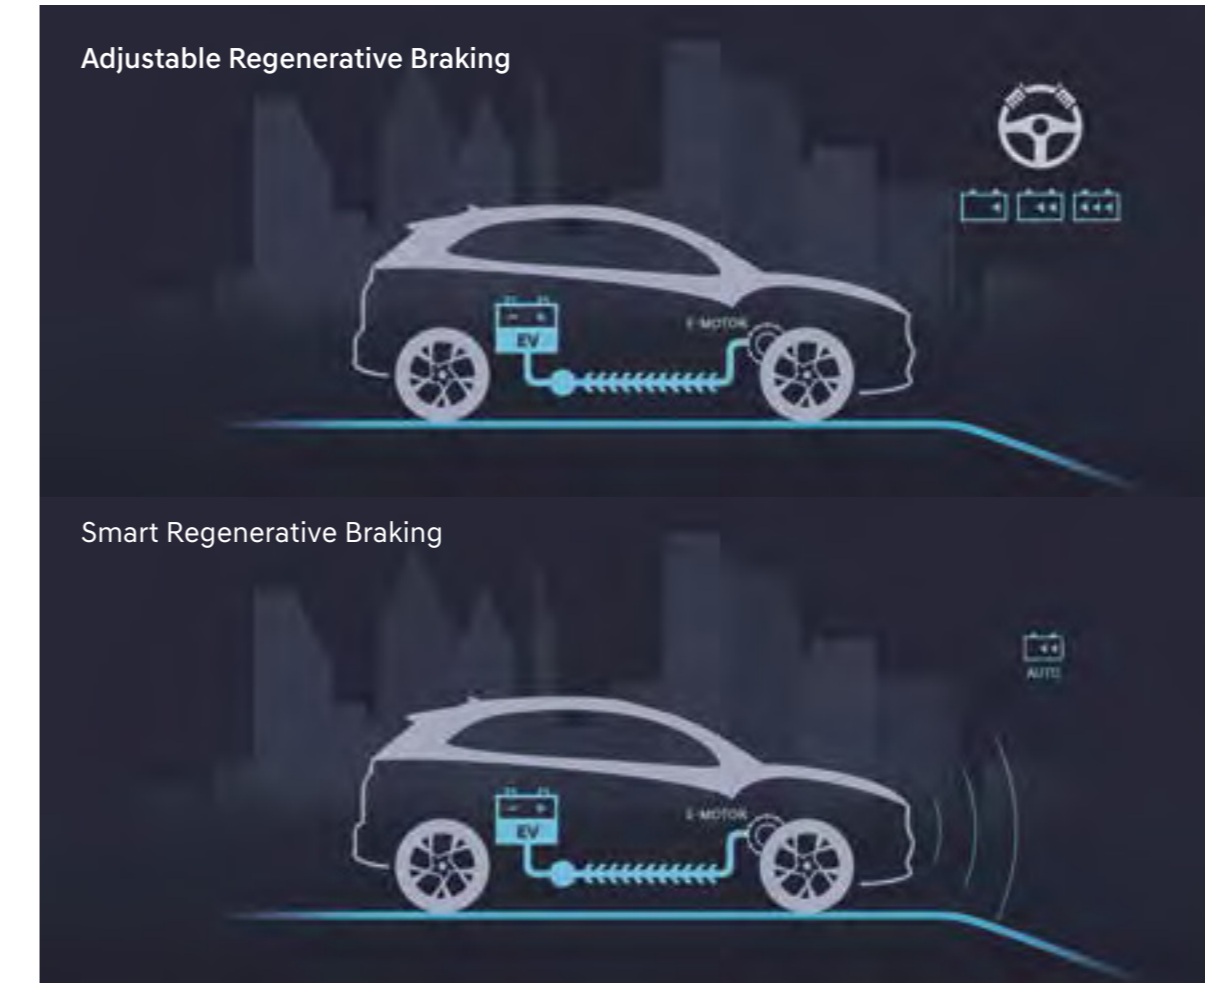 Adjustable Regenerative Braking
E-MOTOR
EV
Smart Regenerative Braking
AUTO
E-MOTOR
EV